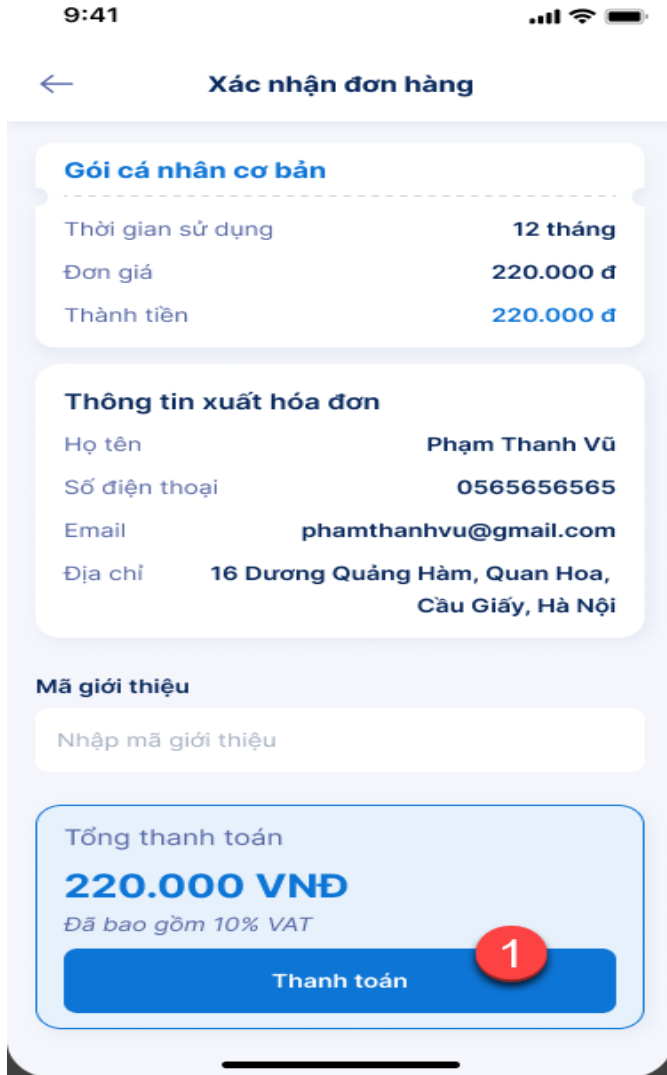 9:41
Xác nhận đơn hàng
Gói cá nhân cơ bản
Thời gian sử dụng 12 tháng
Đơn giá 220.000 đ
Thành tiền 220.000 đ
Thông tin xuất hóa đơn
Họ tên Phạm Thanh Vũ
Số điện thoại 0565656565
Email phamthanhvu@gmail.com
Địa chỉ 16 Dương Quảng Hàm, Quan Hoa,
Cầu Giấy, Hà Nội
Mã giới thiệu
Nhập mã giới thiệu
Tổng thanh toán
220.000 VNĐ
Đã bao gồm 10% VAT
1
Thanh toán